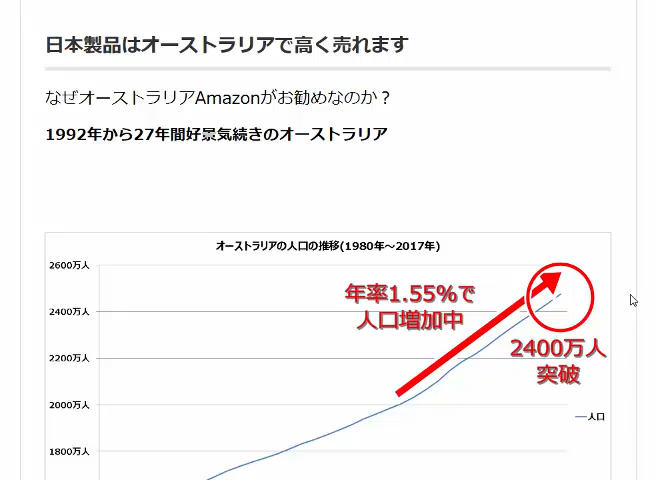 日本製品はオーストラリアで高く売れます
なぜオーストラリアAmazonがお勧めなのか？
1992年から27年間好景気続きのオーストラリア
オーストラリアの人口の推移(1980年～2017年)
2600万人
年率1.55%で
人口増加中
2400万人
2400万人
突破
2200万人
2000万人
人口
1800万人